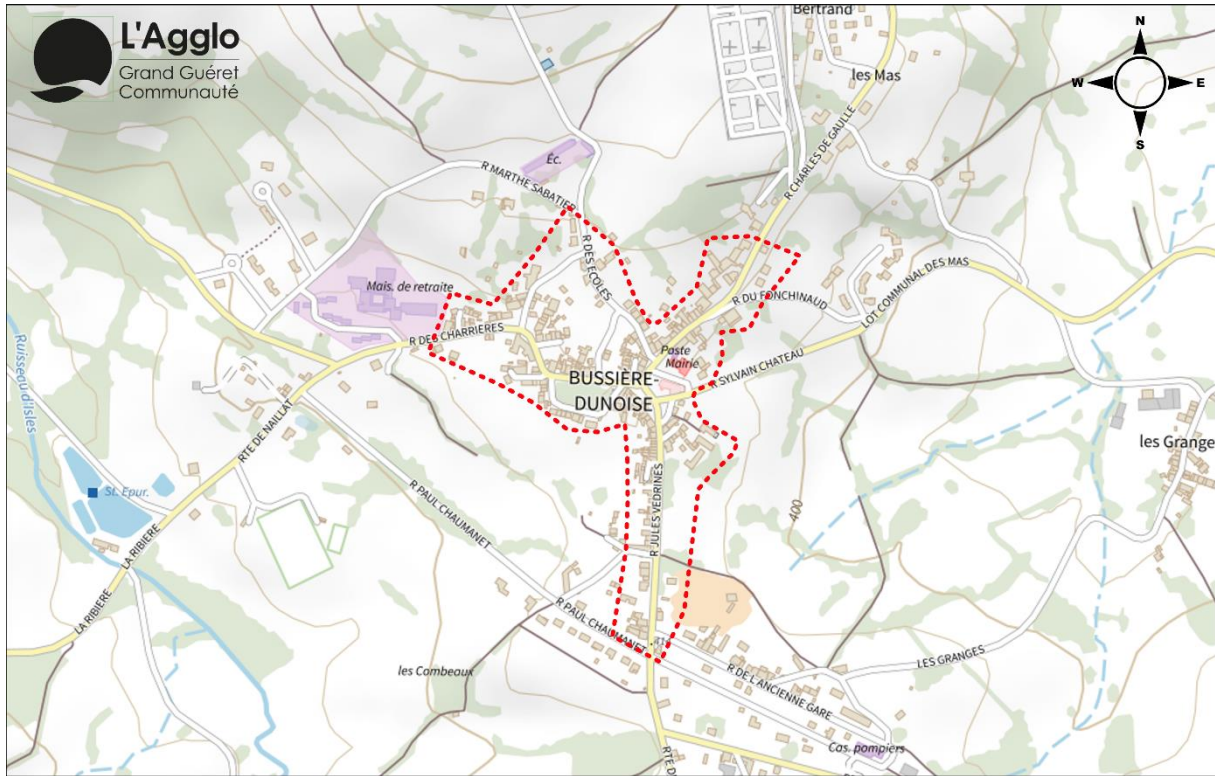 L'Agglo
Grand Guéret
Communauté
Bertrand
les Mas
N
W
E
S
R CHARLES DE GAULLE
Éc.
R MARTHE SABATIER
R DES ECOLES
Mais. de retraite
R DES CHARRIERES
R DU FONCHINAUD
LOT COMMUNAL DES MAS
Poste
Mairie
R SYLVAIN CHATEAU
BUSSIÈRE-
DUNOISE
Ruisseau d'Isles
RTE DE NAILLAT
St. Epur.
LA RIBIERE
LA RIBIERE
R PAUL CHAUMANET
R JULES VEDRINES
400
les Grange
R PAUL CHAUMANET
les Combeaux
R DE L'ANCIENNE GARE
LES GRANGES
Cas. pompiers
RTE D